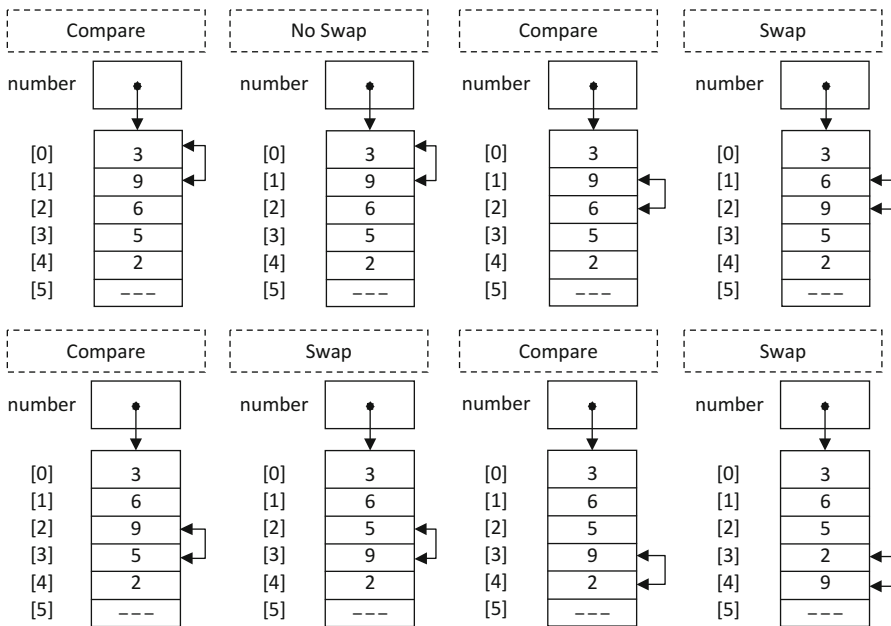 Compare No Swap Compare Swap
number number number number
[0] 3 [0] 3 [0] 3 [0] 3
[1] 9 [1] 9 [1] 9 [1] 6
[2] 6 [2] 6 [2] 6 [2] 9
[3] 5 [3] 5 [3] 5 [3] 5
[4] 2 [4] 2 [4] 2 [4] 2
[5] --- [5] --- [5] --- [5] ---
Compare Swap Compare Swap
number number number number
[0] 3 [0] 3 [0] 3 [0] 3
[1] 6 [1] 6 [1] 6 [1] 6
[2] 9 [2] 5 [2] 5 [2] 5
[3] 5 [3] 9 [3] 9 [3] 2
[4] 2 [4] 2 [4] 2 [4] 9
[5] --- [5] --- [5] --- [5] ---